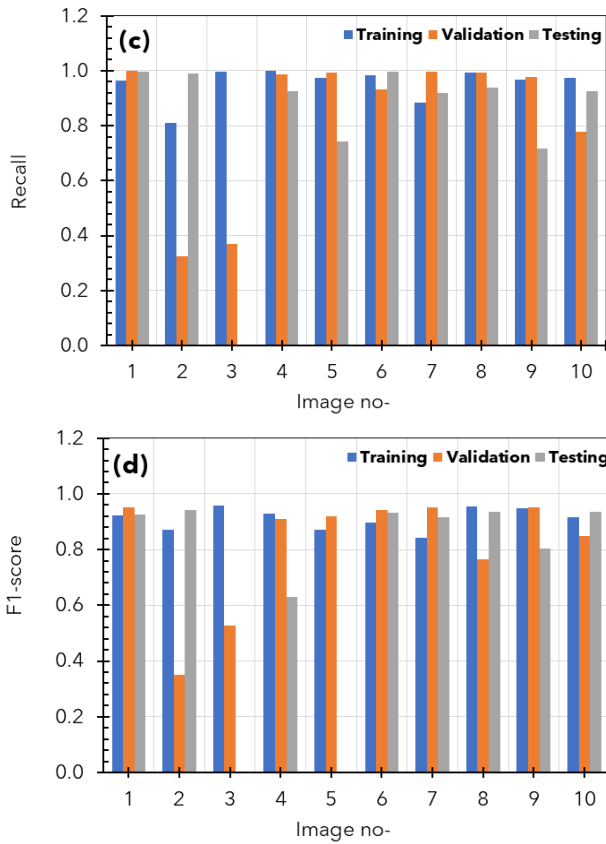 1.2
(c)
Training Validation Testing
1.0
0.8
0.6
0.4
0.2
0.0
Recall
1 2 3 4 5 6 7 8 9 10
Image no-
1.2
(d)
Training Validation Testing
1.0
0.8
0.6
0.4
0.2
0.0
F1-score
1 2 3 4 5 6 7 8 9 10
Image no-